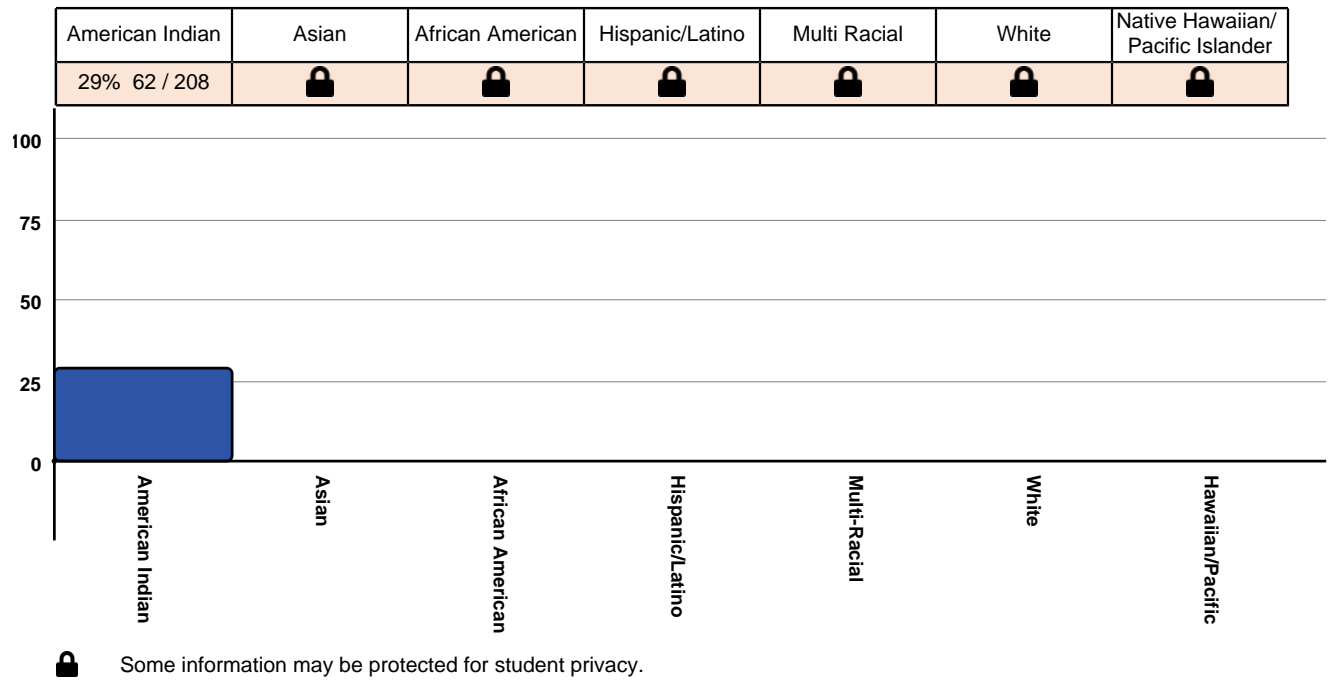 American Indian Asian African American Hispanic/Latino Multi Racial White Native Hawaiian/
Pacific Islander
29% 62 / 208
100
75
50
25
0
American Indian
Asian
African American
Hispanic/Latino
Multi-Racial
White
Hawaiian/Pacific
Some information may be protected for student privacy.